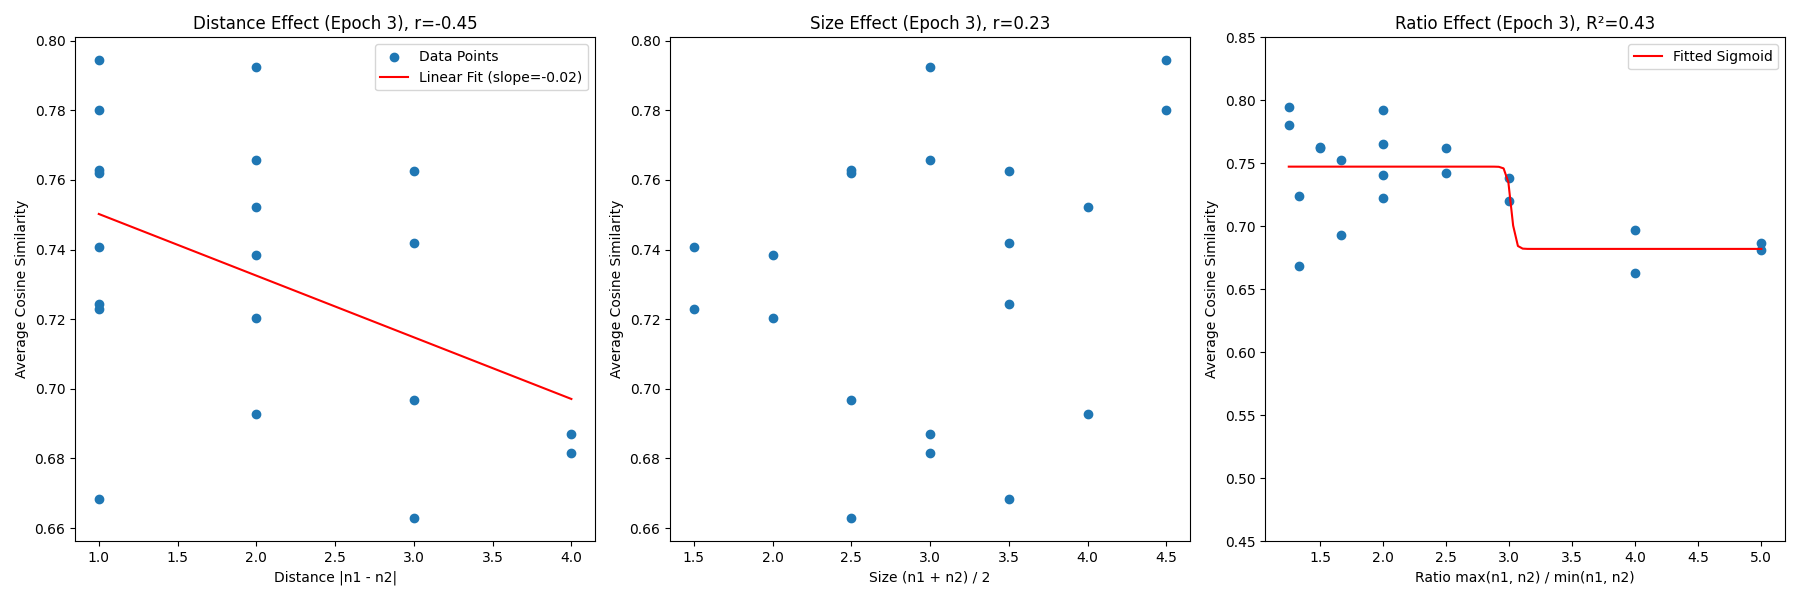 Distance Effect (Epoch 3), r=-0.45
Average Cosine Similarity
0.80
0.78
0.76
0.74
0.72
0.70
0.68
0.66
Data Points
Linear Fit (slope=-0.02)
1.0 1.5 2.0 2.5 3.0 3.5 4.0
Distance |n1 - n2|
Size Effect (Epoch 3), r=0.23
Average Cosine Similarity
0.80
0.78
0.76
0.74
0.72
0.70
0.68
0.66
1.5 2.0 2.5 3.0 3.5 4.0 4.5
Size (n1 + n2) / 2
Ratio Effect (Epoch 3), R²=0.43
Average Cosine Similarity
0.85
0.80
0.75
0.70
0.65
0.60
0.55
0.50
0.45
Fitted Sigmoid
1.5 2.0 2.5 3.0 3.5 4.0 4.5 5.0
Ratio max(n1, n2) / min(n1, n2)